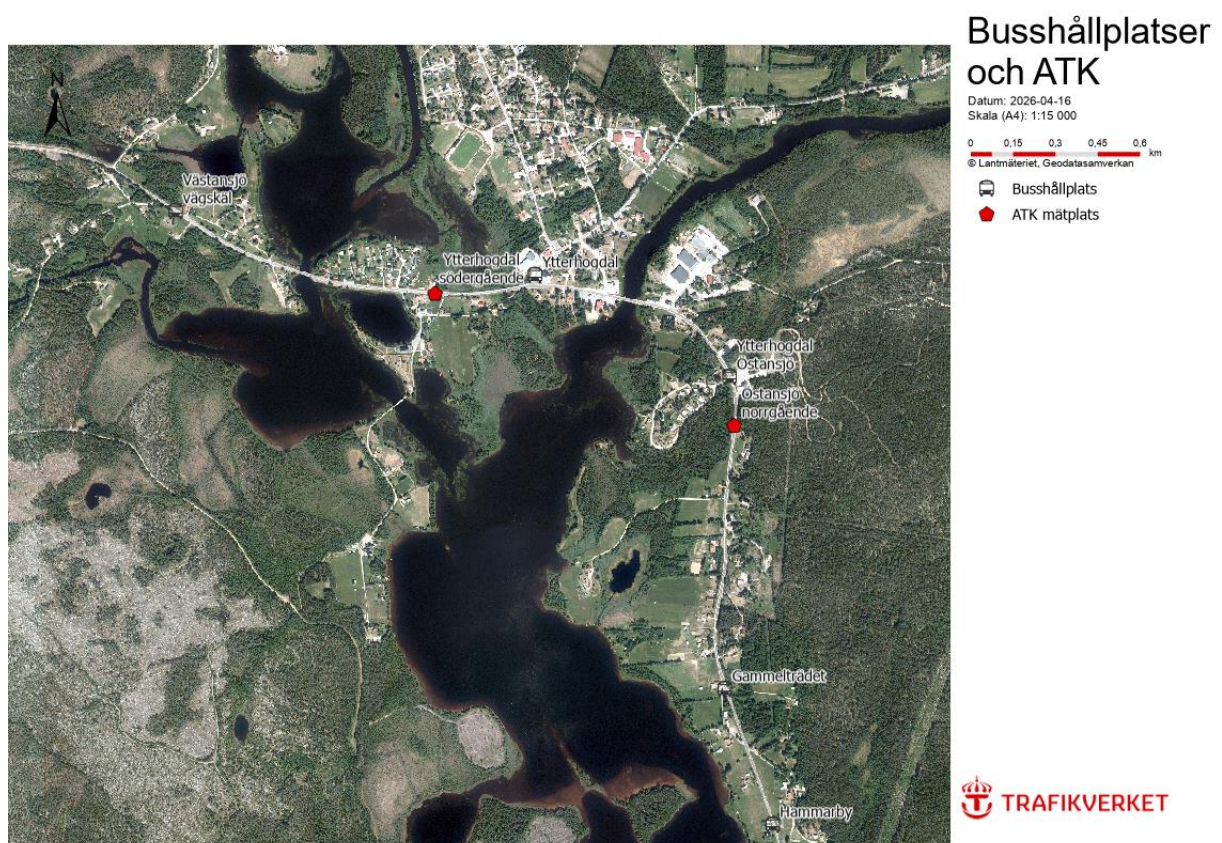 Busshållplatser
och ATK
Datum: 2026-04-16
Skala (A4): 1:15 000
0 0,15 0,3 0,45 0,6
km
© Lantmäteriet, Geodatasamverkan
Busshållplats
ATK mätplats
N
Västansjö
vägskäl
Ytterhogdal
södergående
Ytterhogdal
Ytterhogdal
Östansjö
Östansjö
norrgående
Gammelträdet
Hammarby
TRAFIKVERKET